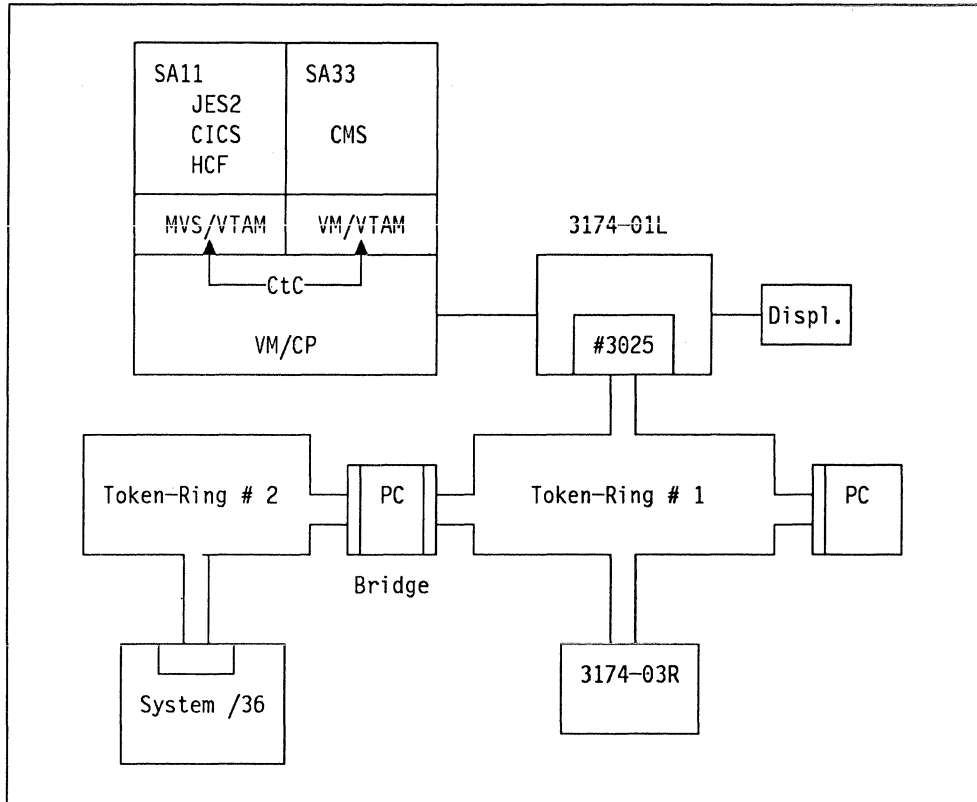 SA11
JES2
CICS
HCF
SA33
CMS
MVS/VTAM
VM/VTAM
CtC
VM/CP
3174-01L
#3025
Displ.
Token-Ring # 2
PC
Bridge
Token-Ring # 1
PC
System /36
3174-03R